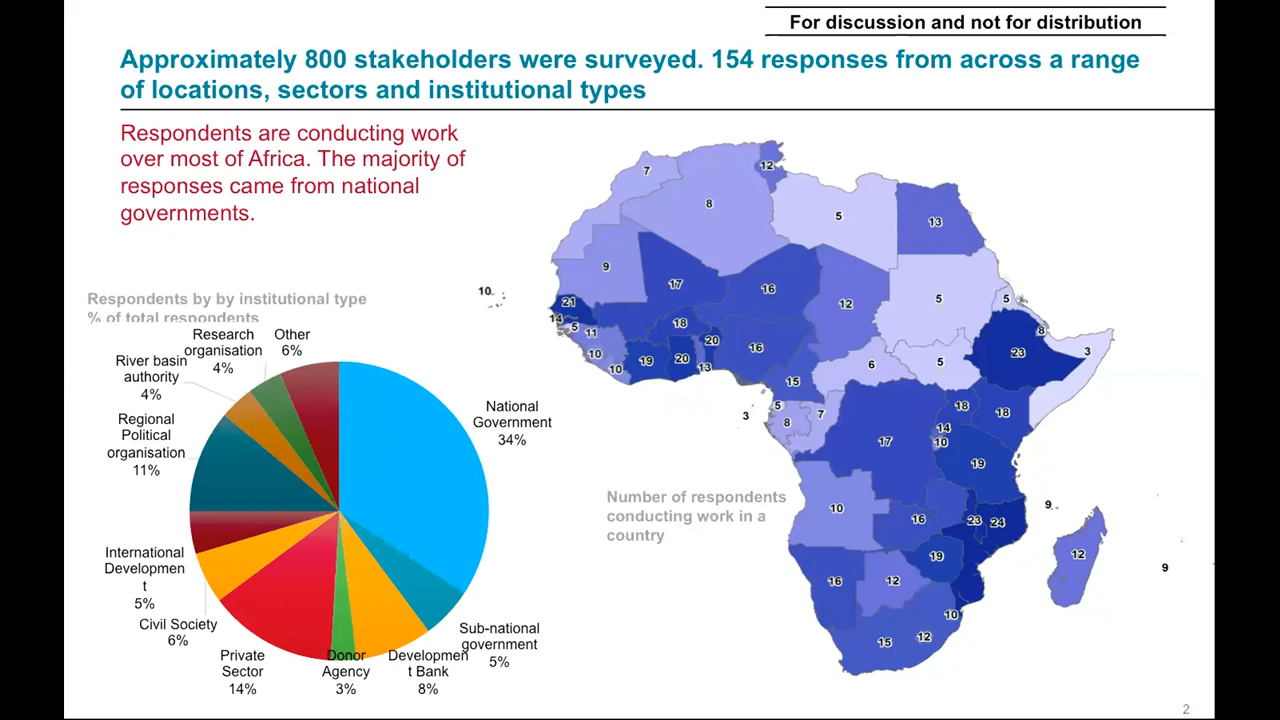 For discussion and not for distribution
Approximately 800 stakeholders were surveyed. 154 responses from across a range
of locations, sectors and institutional types
Respondents are conducting work
over most of Africa. The majority of
responses came from national
governments.
Respondents by by institutional type
% of total respondents
Research
organisation
4%
Other
6%
River basin
authority
4%
Regional
Political
organisation
11%
National
Government
34%
International
Developmen
t
5%
Civil Society
6%
Private
Sector
14%
Donor
Agency
3%
Developmen
t Bank
8%
Sub-national
government
5%
Number of respondents
conducting work in a
country
7
12
8
5
13
9
17
16
12
5
5
10
21
14
5
11
10
10
18
19
20
20
13
16
15
6
5
23
8
3
3
5
8
7
17
18
18
14
10
19
10
16
23
24
9
12
9
19
16
12
10
15
12
2